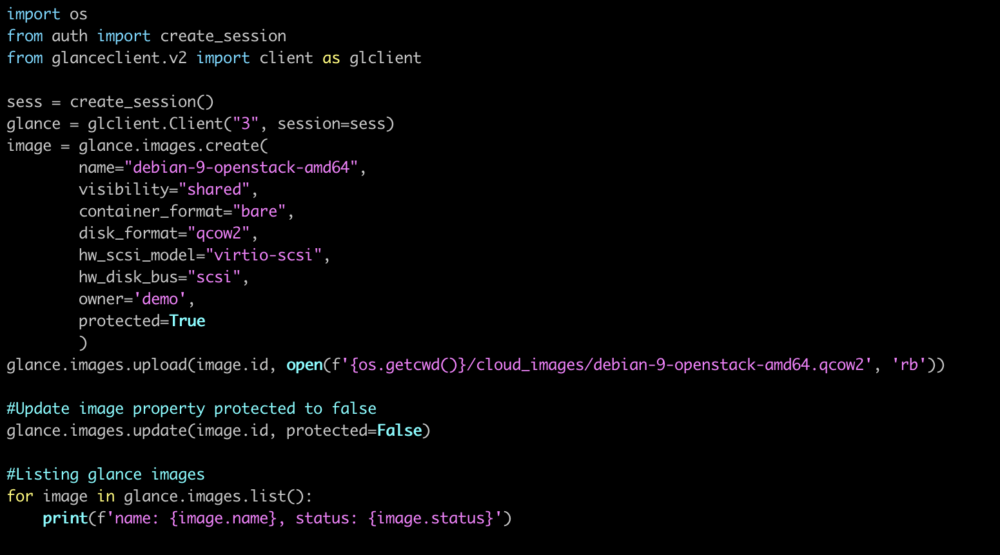 import os
from auth import create_session
from glanceclient.v2 import client as glclient

sess = create_session()
glance = glclient.Client("3", session=sess)
image = glance.images.create(
        name="debian-9-openstack-amd64",
        visibility="shared",
        container_format="bare",
        disk_format="qcow2",
        hw_scsi_model="virtio-scsi",
        hw_disk_bus="scsi",
        owner='demo',
        protected=True
        )
glance.images.upload(image.id, open(f'{os.getcwd()}/cloud_images/debian-9-openstack-amd64.qcow2', 'rb'))

#Update image property protected to false
glance.images.update(image.id, protected=False)

#Listing glance images
for image in glance.images.list():
    print(f'name: {image.name}, status: {image.status}')